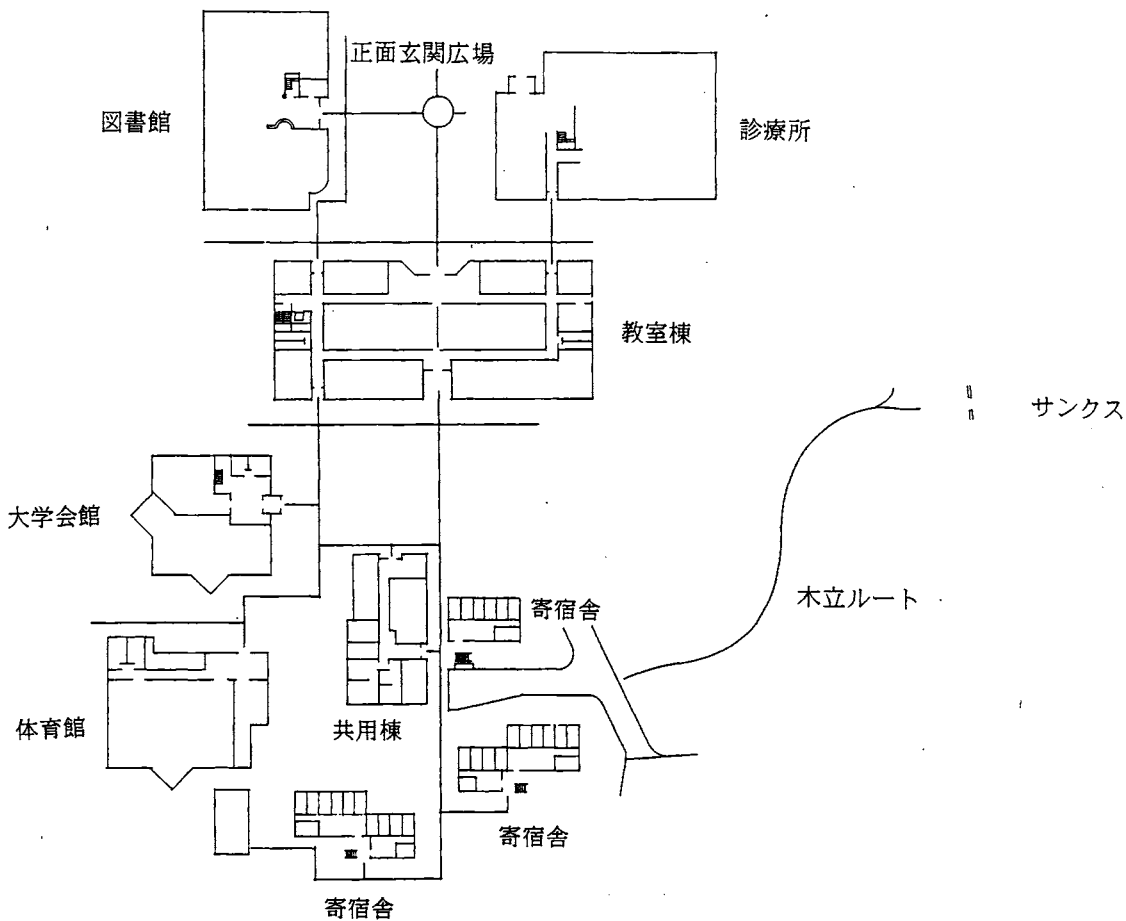 正面玄関広場
図書館
診療所
教室棟
サンクス
大学会館
木立ルート
寄宿舎
体育館
共用棟
寄宿舎
寄宿舎